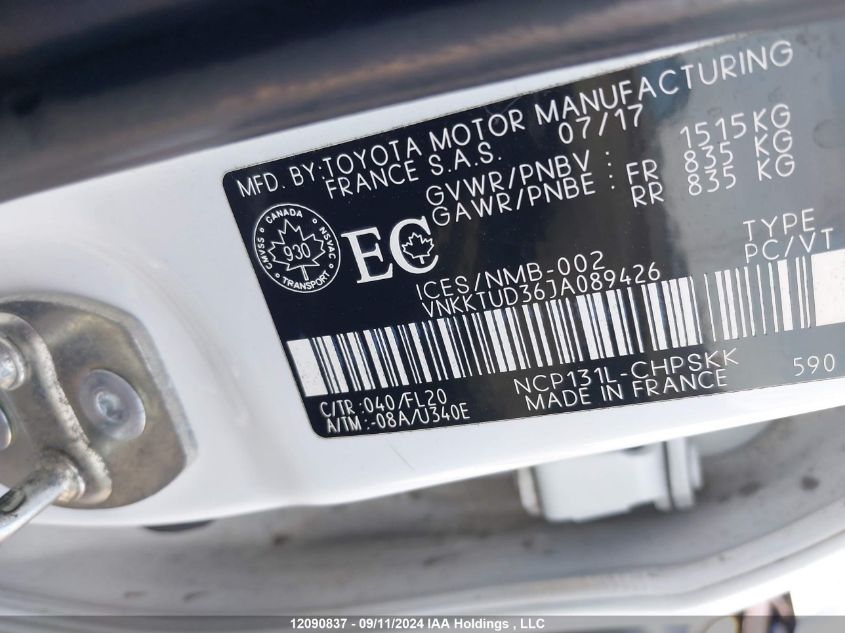 MFD. BY:TOYOTA MOTOR MANUFACTURING
FRANCE S.A.S. 07/17
GVWR/PNBV : 1515KG
GAWR/PNBE : FR 835 KG
RR 835 KG
CANADA
CMVSS
NSVAC
930
TRANSPORT
EC
ICES/NMB-002
TYPE
PC/VT
VNKKTUD36JA089426
NCP131L-CHPSKK
590
MADE IN FRANCE
C/TR :040/FL20
A/TM :-08A/U340E
12090837 - 09/11/2024 IAA Holdings , LLC